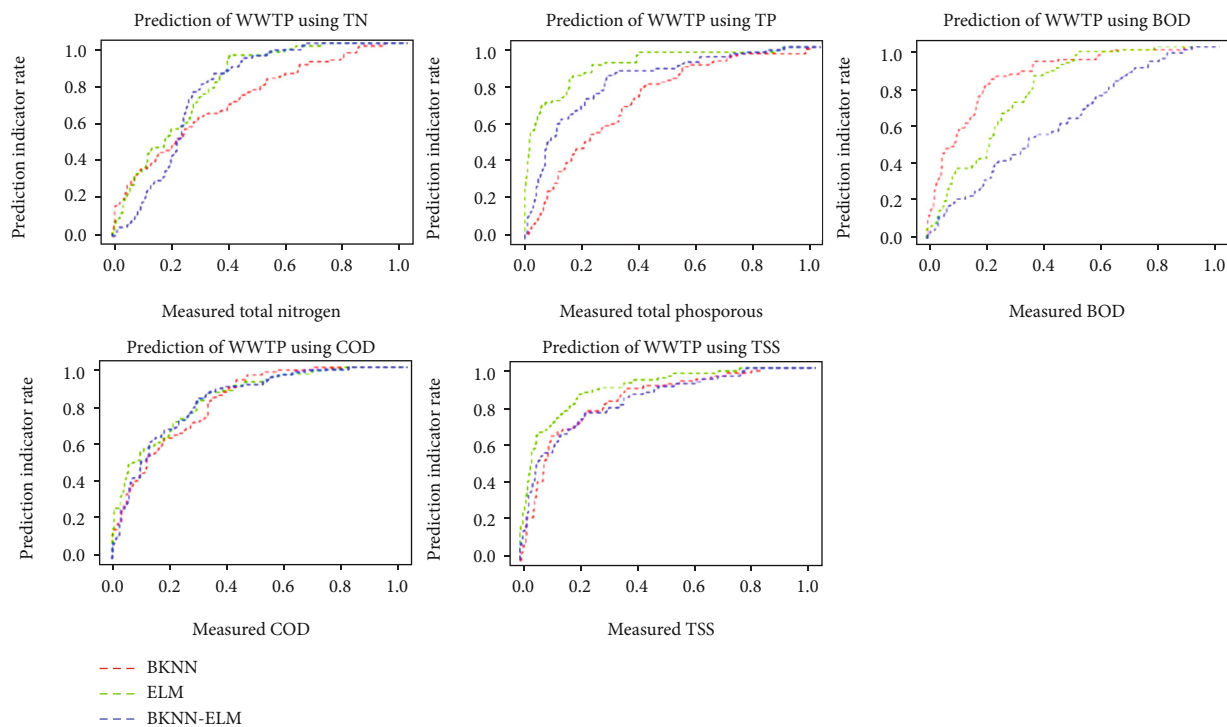 Prediction of WWTP using TN
Prediction indicator rate
1.0
0.8
0.6
0.4
0.2
0.0
0.0 0.2 0.4 0.6 0.8 1.0
Measured total nitrogen
Prediction of WWTP using TP
Prediction indicator rate
1.0
0.8
0.6
0.4
0.2
0.0
0.0 0.2 0.4 0.6 0.8 1.0
Measured total phosporous
Prediction of WWTP using BOD
Prediction indicator rate
1.0
0.8
0.6
0.4
0.2
0.0
0.0 0.2 0.4 0.6 0.8 1.0
Measured BOD
Prediction of WWTP using COD
Prediction indicator rate
1.0
0.8
0.6
0.4
0.2
0.0
0.0 0.2 0.4 0.6 0.8 1.0
Measured COD
Prediction of WWTP using TSS
Prediction indicator rate
1.0
0.8
0.6
0.4
0.2
0.0
0.0 0.2 0.4 0.6 0.8 1.0
Measured TSS
BKNN
ELM
BKNN-ELM